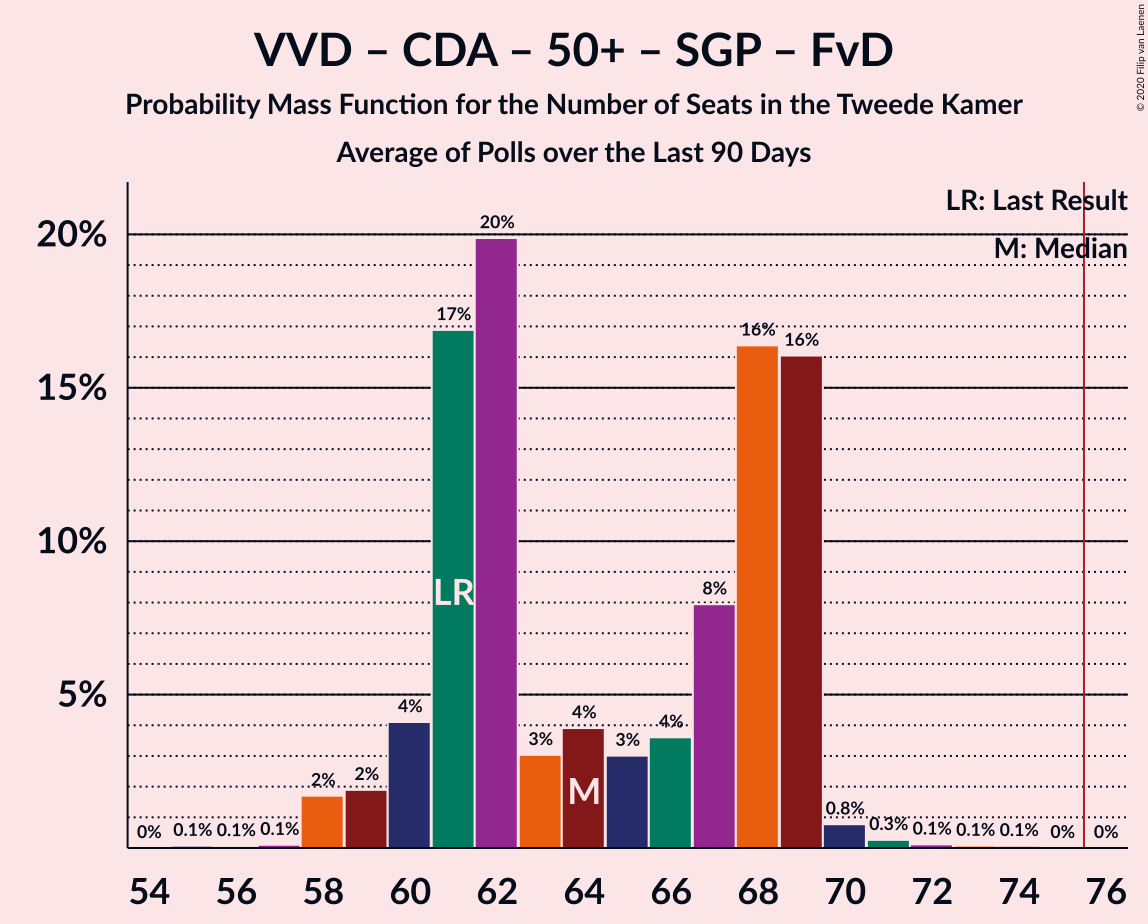 VVD – CDA – 50+ – SGP – FvD
Probability Mass Function for the Number of Seats in the Tweede Kamer
Average of Polls over the Last 90 Days
© 2020 Filip van Laenen
LR: Last Result
M: Median
20%
15%
10%
5%
0% 0.1% 0.1% 0.1% 2% 2% 4% 17% 20% 3% 4% 3% 4% 8% 16% 16% 0.8% 0.3% 0.1% 0.1% 0.1% 0% 0%
LR
M
54 56 58 60 62 64 66 68 70 72 74 76